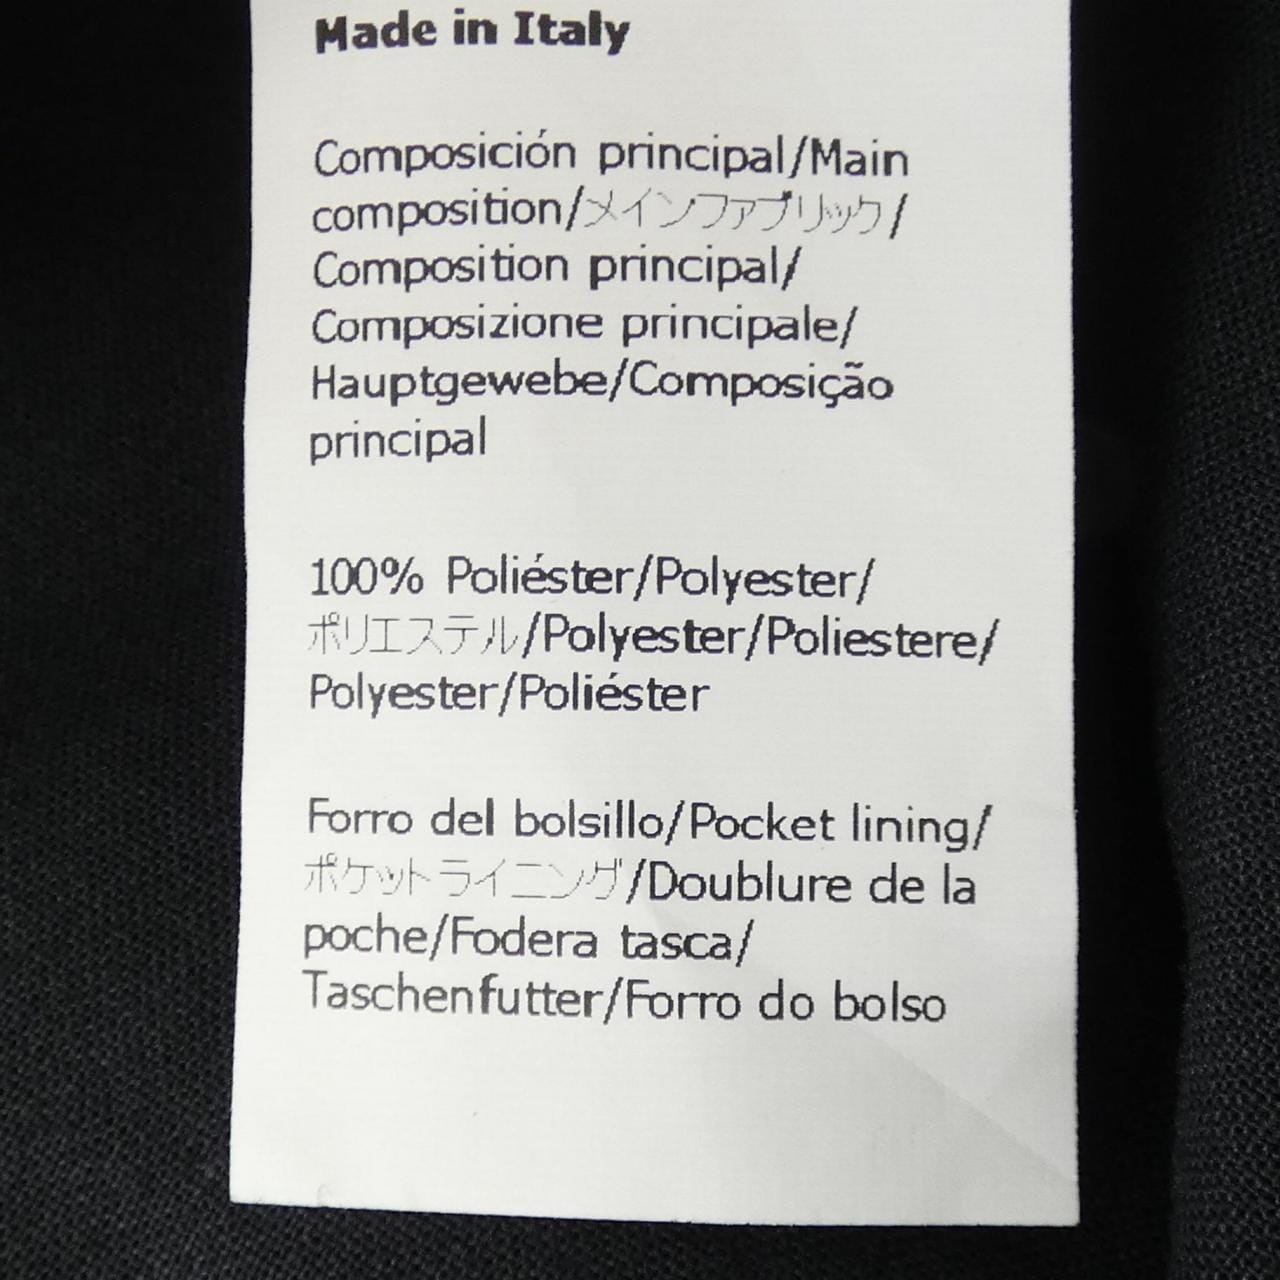 Made in Italy
Composición principal/Main
composition/メインファブリック/
Composition principal/
Composizione principale/
Hauptgewebe/Composição
principal
100% Poliéster/Polyester/
ポリエステル/Polyester/Poliestere/
Polyester/Poliéster
Forro del bolsillo/Pocket lining/
ポケットライニング/Doublure de la
poche/Fodera tasca/
Taschenfutter/Forro do bolso